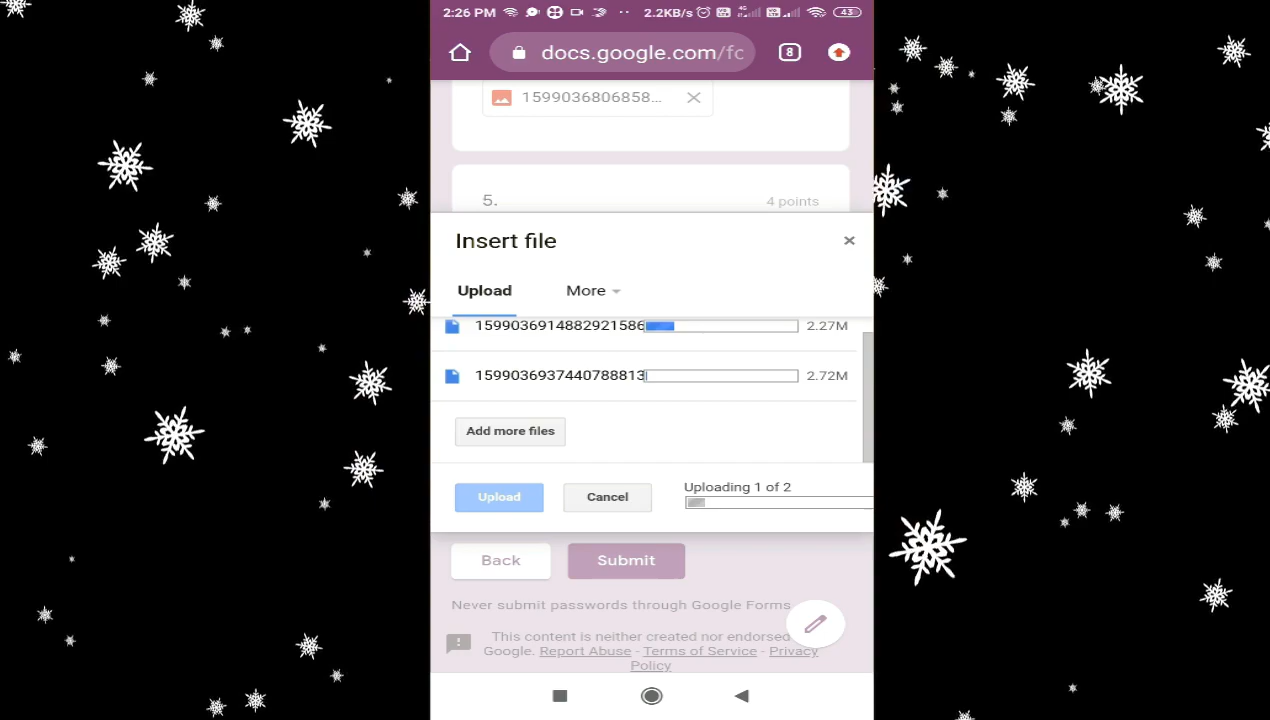 2:26 PM 2.2KB/s 4G 43
docs.google.com/fc 8
1599036806858...
5. 4 points
Insert file
Upload More
1599036914882921586 2.27M
1599036937440788813 2.72M
Add more files
Upload Cancel Uploading 1 of 2
Back Submit
Never submit passwords through Google Forms
This content is neither created nor endorsed
Google. Report Abuse - Terms of Service - Privacy
Policy